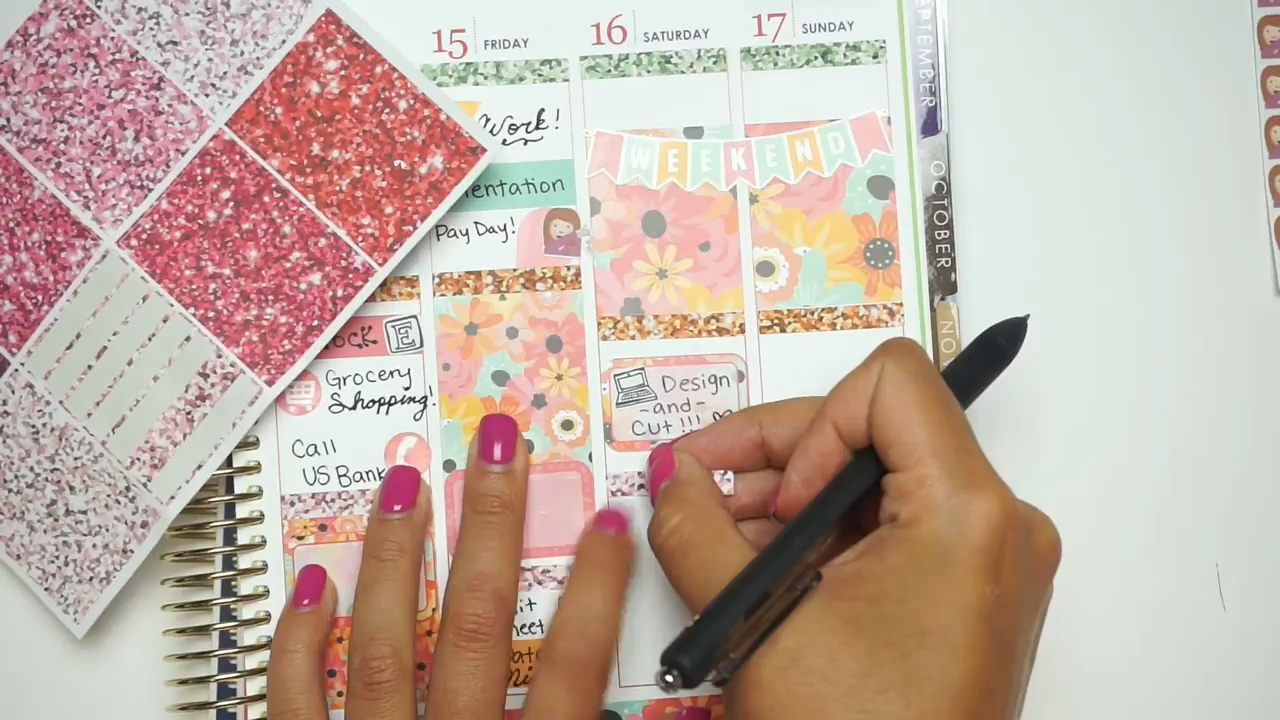 15 FRIDAY
16 SATURDAY
17 SUNDAY
Work!
WEEKEND
Pay Day!
E
Grocery
Shopping!
Call
US Bank
Design
-and-
Cut!!!
SEPTEMBER
OCTOBER
NOV